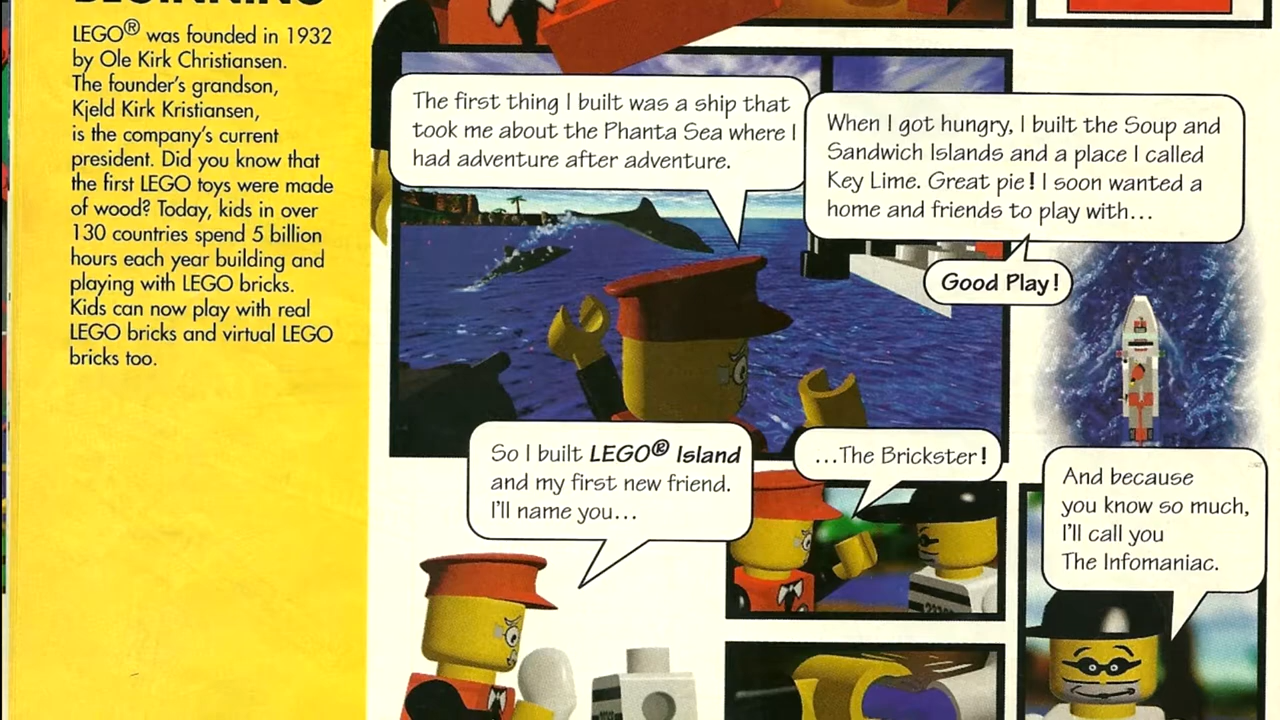 BEGINNING
LEGO® was founded in 1932
by Ole Kirk Christiansen.
The founder's grandson,
Kjeld Kirk Kristiansen,
is the company's current
president. Did you know that
the first LEGO toys were made
of wood? Today, kids in over
130 countries spend 5 billion
hours each year building and
playing with LEGO bricks.
Kids can now play with real
LEGO bricks and virtual LEGO
bricks too.
The first thing I built was a ship that
took me about the Phanta Sea where I
had adventure after adventure.
When I got hungry, I built the Soup and
Sandwich Islands and a place I called
Key Lime. Great pie! I soon wanted a
home and friends to play with...
Good Play!
So I built LEGO® Island
and my first new friend.
I'll name you...
...The Brickster!
And because
you know so much,
I'll call you
The Infomaniac.